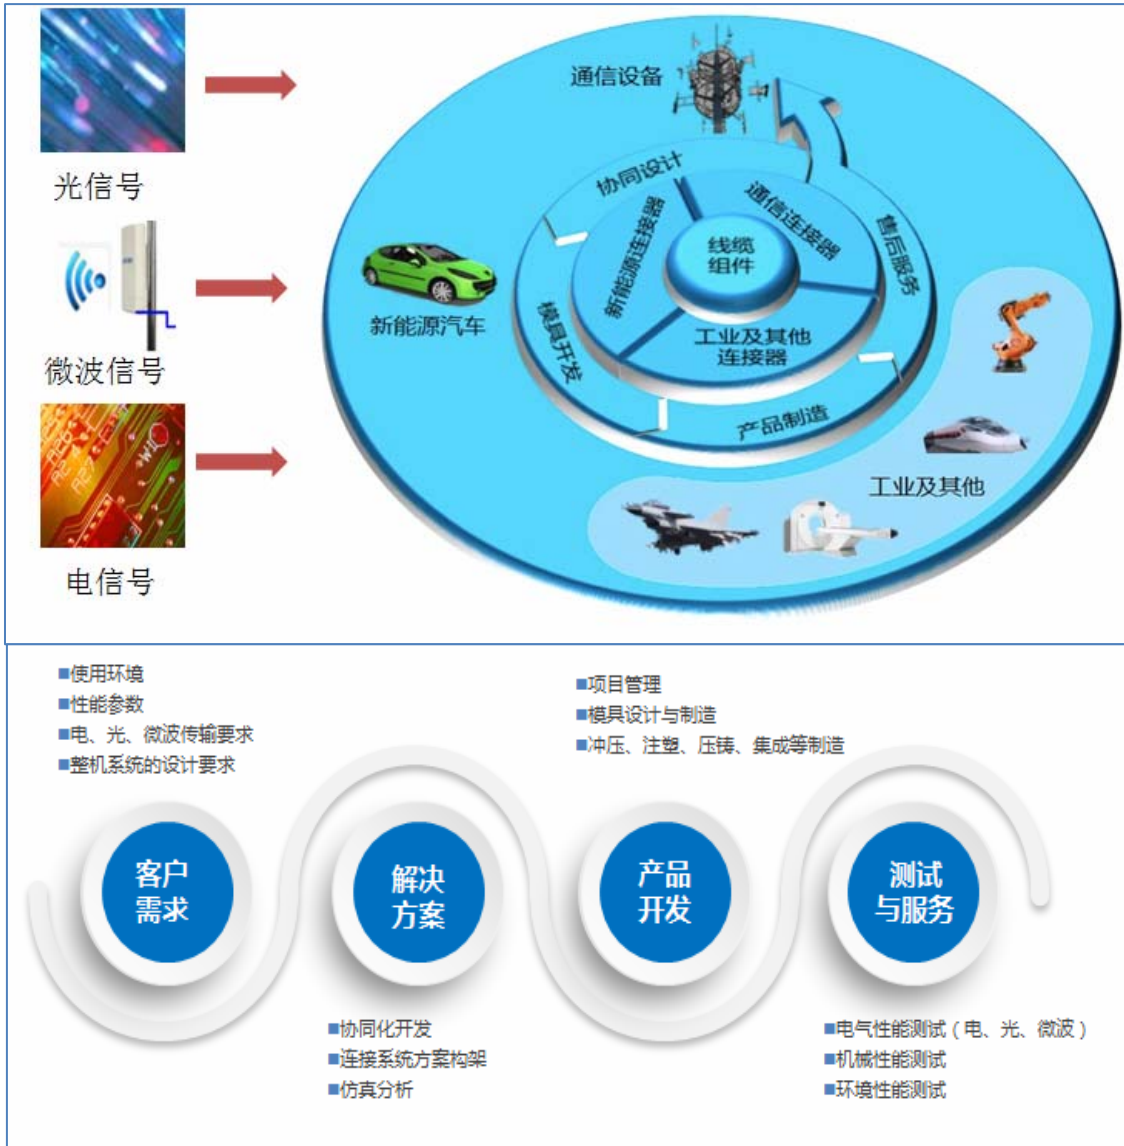 光信号
微波信号
电信号
通信设备
协同设计
新能源连接器
通信连接器
线缆
组件
售后服务
新能源汽车
模具开发
工业及其他
连接器
产品制造
工业及其他
■使用环境
■性能参数
■电、光、微波传输要求
■整机系统的设计要求
■项目管理
■模具设计与制造
■冲压、注塑、压铸、集成等制造
客户
需求
解决
方案
产品
开发
测试
与服务
■协同化开发
■连接系统方案构架
■仿真分析
■电气性能测试（电、光、微波）
■机械性能测试
■环境性能测试